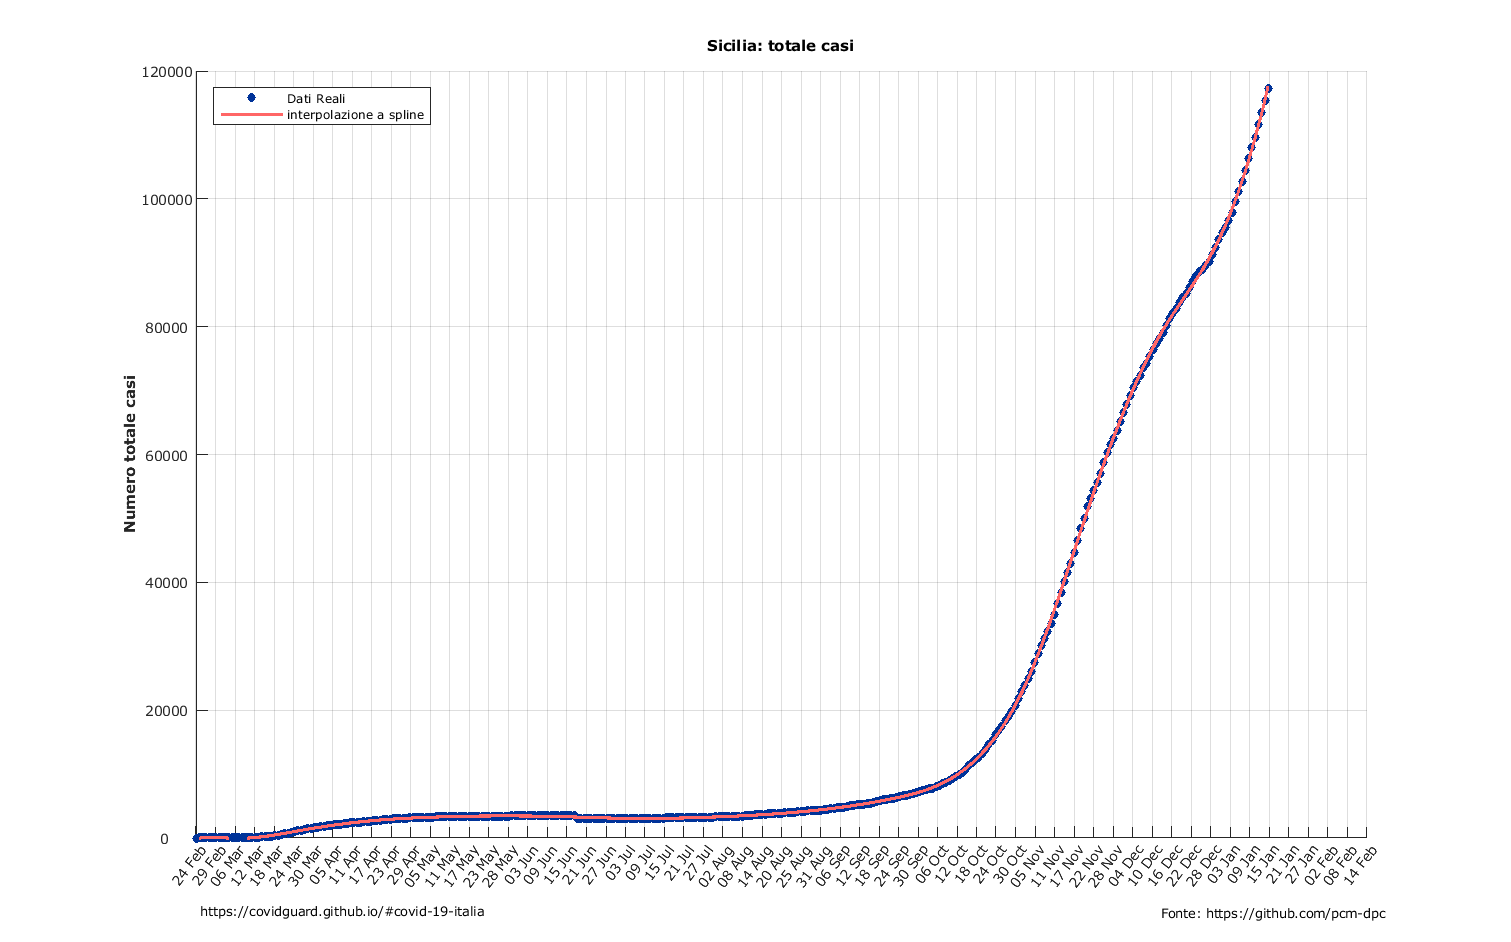 Sicilia: totale casi
120000
100000
80000
60000
40000
20000
0
Numero totale casi
Dati Reali
interpolazione a spline
24 Feb
29 Feb
06 Mar
12 Mar
18 Mar
24 Mar
30 Mar
05 Apr
11 Apr
17 Apr
23 Apr
29 Apr
05 May
11 May
17 May
23 May
28 May
03 Jun
09 Jun
15 Jun
21 Jun
27 Jun
03 Jul
09 Jul
15 Jul
21 Jul
27 Jul
02 Aug
08 Aug
14 Aug
20 Aug
25 Aug
31 Aug
06 Sep
12 Sep
18 Sep
24 Sep
30 Sep
06 Oct
12 Oct
18 Oct
24 Oct
30 Oct
05 Nov
11 Nov
17 Nov
22 Nov
28 Nov
04 Dec
10 Dec
16 Dec
22 Dec
28 Dec
03 Jan
09 Jan
15 Jan
21 Jan
27 Jan
02 Feb
08 Feb
14 Feb
https://covidguard.github.io/#covid-19-italia
Fonte: https://github.com/pcm-dpc